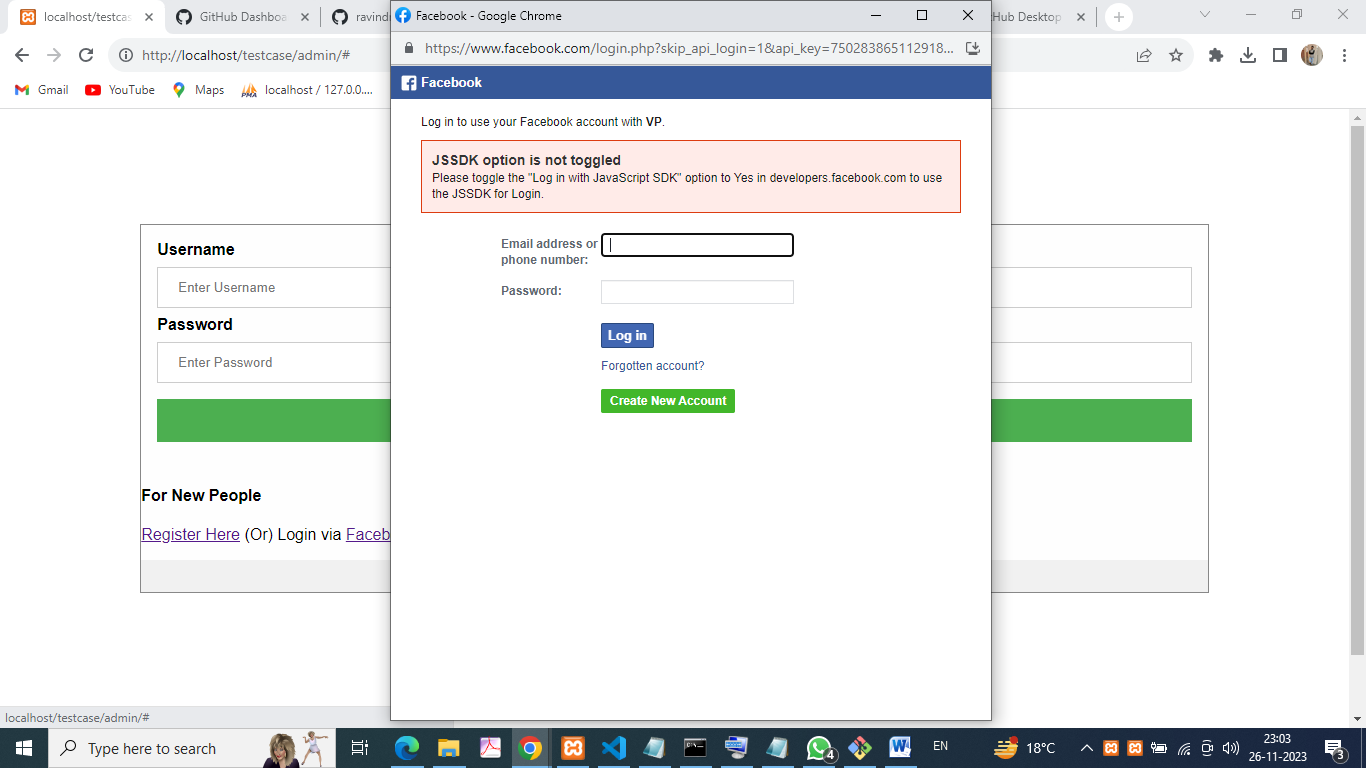 localhost/testcas
GitHub Dashboa
ravindr
Hub Desktop
Facebook - Google Chrome
http://localhost/testcase/admin/#
https://www.facebook.com/login.php?skip_api_login=1&api_key=750283865112918...
Gmail
YouTube
Maps
PMA
localhost / 127.0.0....
Facebook
Log in to use your Facebook account with VP.
JSSDK option is not toggled
Please toggle the "Log in with JavaScript SDK" option to Yes in developers.facebook.com to use
the JSSDK for Login.
Email address or
phone number:
Password:
Log in
Forgotten account?
Create New Account
Username
Enter Username
Password
Enter Password
For New People
Register Here (Or) Login via Faceb
localhost/testcase/admin/#
Type here to search
4
EN
18°C
23:03
26-11-2023
3